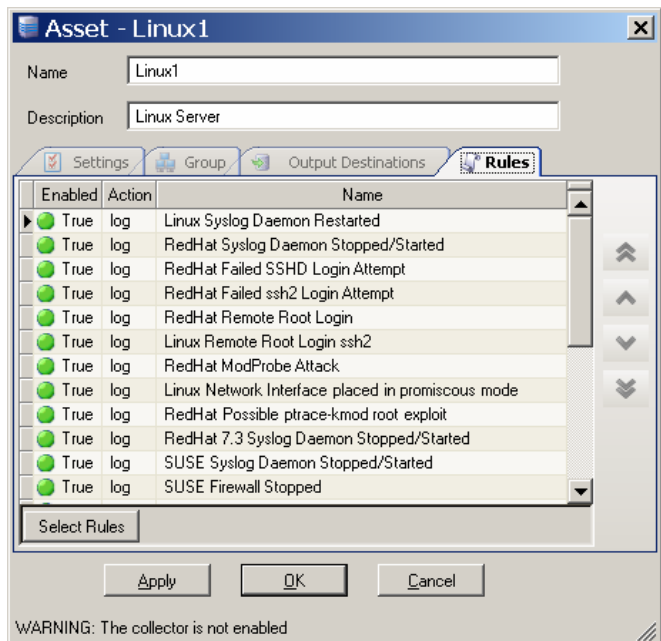 Asset - Linux1
Name Linux1
Description Linux Server
Settings Group Output Destinations Rules
Enabled Action Name
True log Linux Syslog Daemon Restarted
True log RedHat Syslog Daemon Stopped/Started
True log RedHat Failed SSHD Login Attempt
True log RedHat Failed ssh2 Login Attempt
True log RedHat Remote Root Login
True log Linux Remote Root Login ssh2
True log RedHat ModProbe Attack
True log Linux Network Interface placed in promiscous mode
True log RedHat Possible ptrace-kmod root exploit
True log RedHat 7.3 Syslog Daemon Stopped/Started
True log SUSE Syslog Daemon Stopped/Started
True log SUSE Firewall Stopped
Select Rules
Apply OK Cancel
WARNING: The collector is not enabled